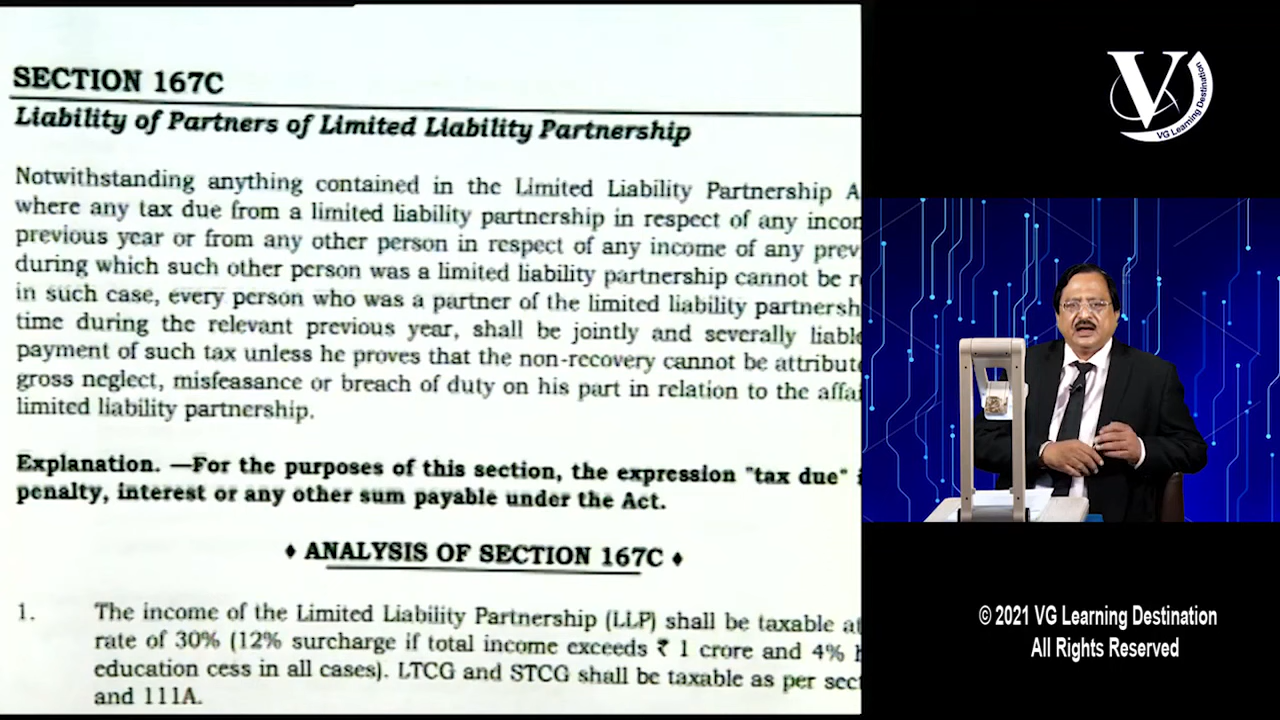 SECTION 167C
Liability of Partners of Limited Liability Partnership
Notwithstanding anything contained in the Limited Liability Partnership A
where any tax due from a limited liability partnership in respect of any incom
previous year or from any other person in respect of any income of any prev
during which such other person was a limited liability partnership cannot be r
in such case, every person who was a partner of the limited liability partnersh
time during the relevant previous year, shall be jointly and severally liable
payment of such tax unless he proves that the non-recovery cannot be attribut
gross neglect, misfeasance or breach of duty on his part in relation to the affai
limited liability partnership.
Explanation. —For the purposes of this section, the expression "tax due"
penalty, interest or any other sum payable under the Act.
♦ ANALYSIS OF SECTION 167C ♦
1. The income of the Limited Liability Partnership (LLP) shall be taxable at
rate of 30% (12% surcharge if total income exceeds ₹ 1 crore and 4% h
education cess in all cases). LTCG and STCG shall be taxable as per sect
and 111A.
V
VG Learning Destination
© 2021 VG Learning Destination
All Rights Reserved